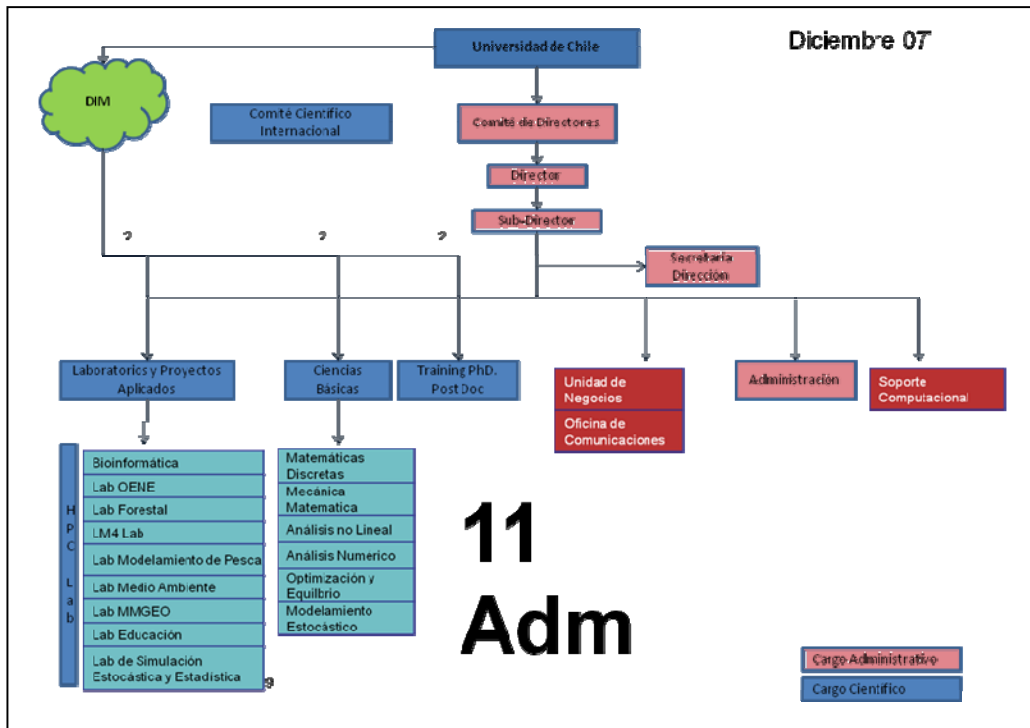 Universidad de Chile
Diciembre 07
DIM
Comité Científico
Internacional
Comité de Directores
Director
Sub-Director
?
?
?
Secretaria
Dirección
Laboratorios y Proyectos
Aplicados
Ciencias
Básicas
Training PhD.
Post Doc
Unidad de
Negocios
Oficina de
Comunicaciones
Administración
Soporte
Computacional
HPC Lab
Bioinformática
Lab OENE
Lab Forestal
LM4 Lab
Lab Modelamiento de Pesca
Lab Medio Ambiente
Lab MMGEO
Lab Educación
Lab de Simulación
Estocástica y Estadística
9
Matemáticas
Discretas
Mecánica
Matematica
Análisis no Lineal
Análisis Numerico
Optimización y
Equilbrio
Modelamiento
Estocástico
11
Adm
Cargo Administrativo
Cargo Científico